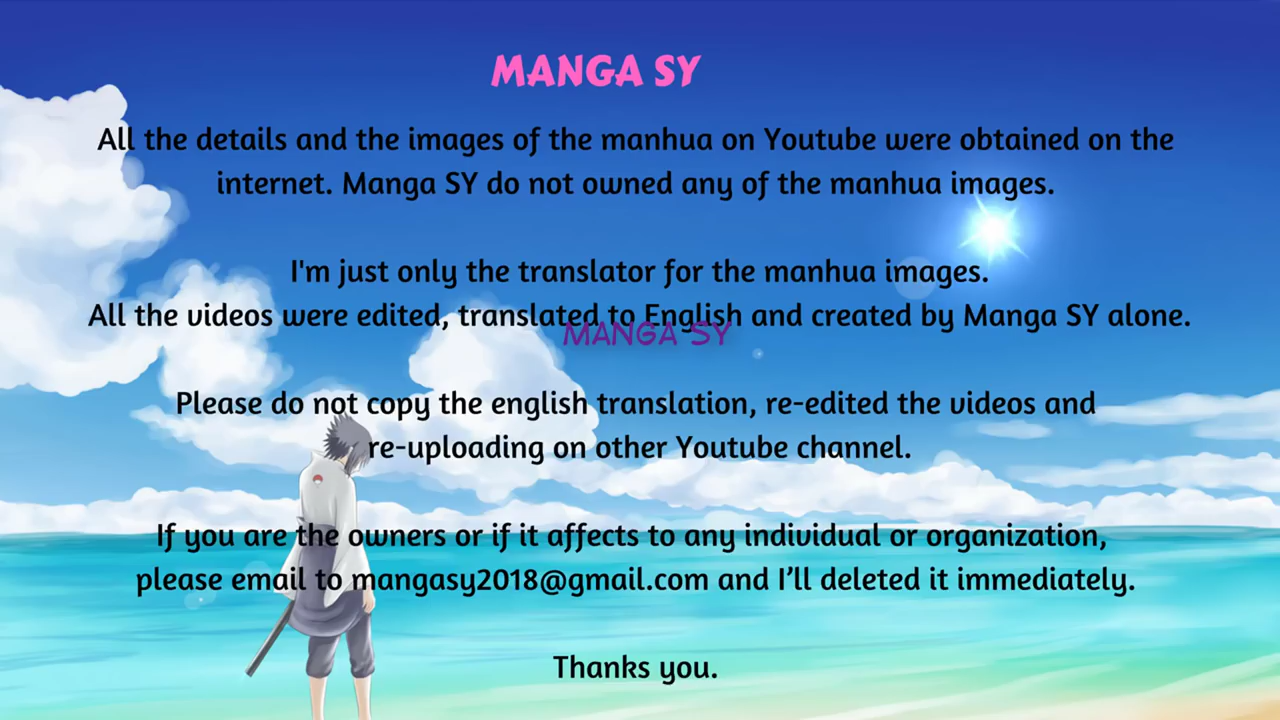 MANGA SY
All the details and the images of the manhua on Youtube were obtained on the
internet. Manga SY do not owned any of the manhua images.
I'm just only the translator for the manhua images.
All the videos were edited, translated to English and created by Manga SY alone.
MANGA SY
Please do not copy the english translation, re-edited the videos and
re-uploading on other Youtube channel.
If you are the owners or if it affects to any individual or organization,
please email to mangasy2018@gmail.com and I’ll deleted it immediately.
Thanks you.